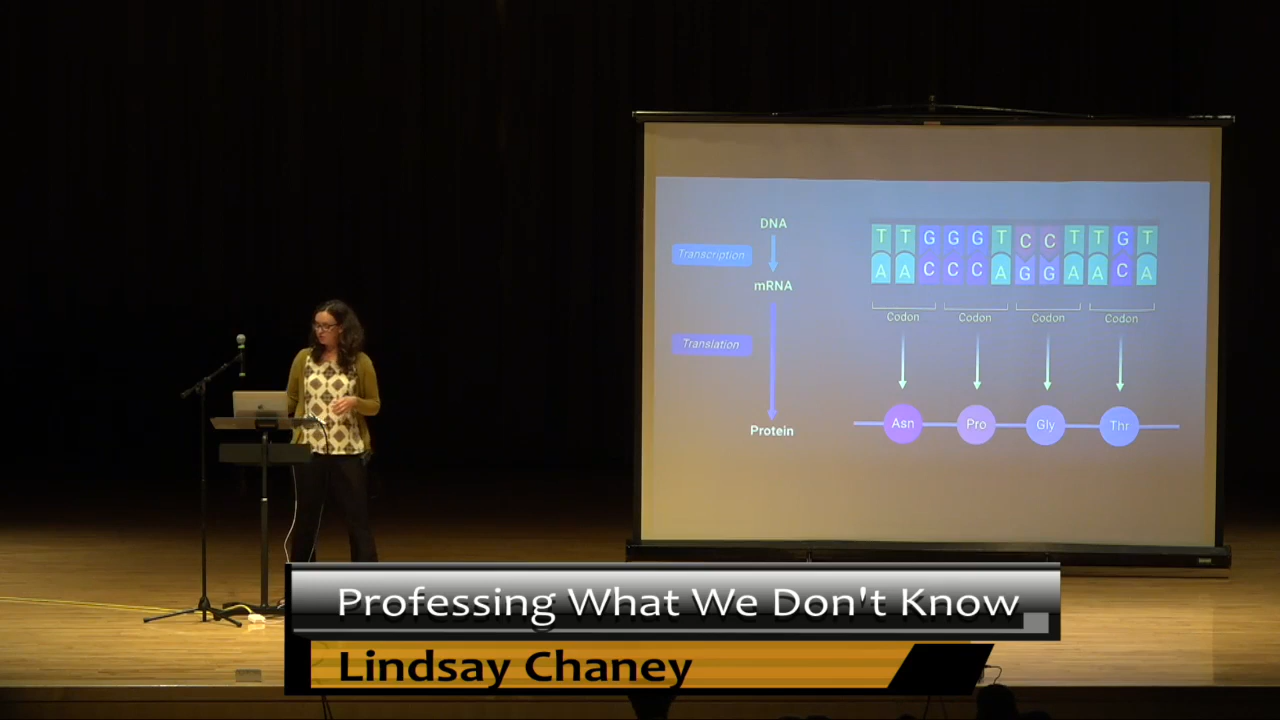 DNA
Transcription
mRNA
Translation
Protein
T T G G G T C C T T G T
A A C C C A G G A A C A
Codon Codon Codon Codon
Asn Pro Gly Thr
Professing What We Don't Know
Lindsay Chaney